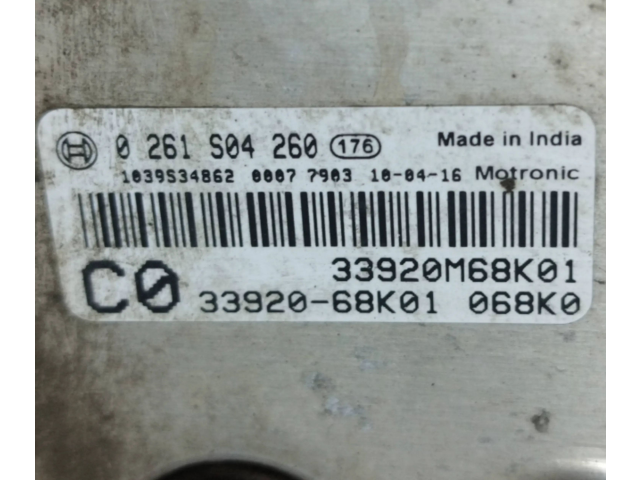 0 261 S04 260 176 Made in India
1039S34862 0007 7903 10-04-16 Motronic
33920M68K01
C0 33920-68K01 068K0